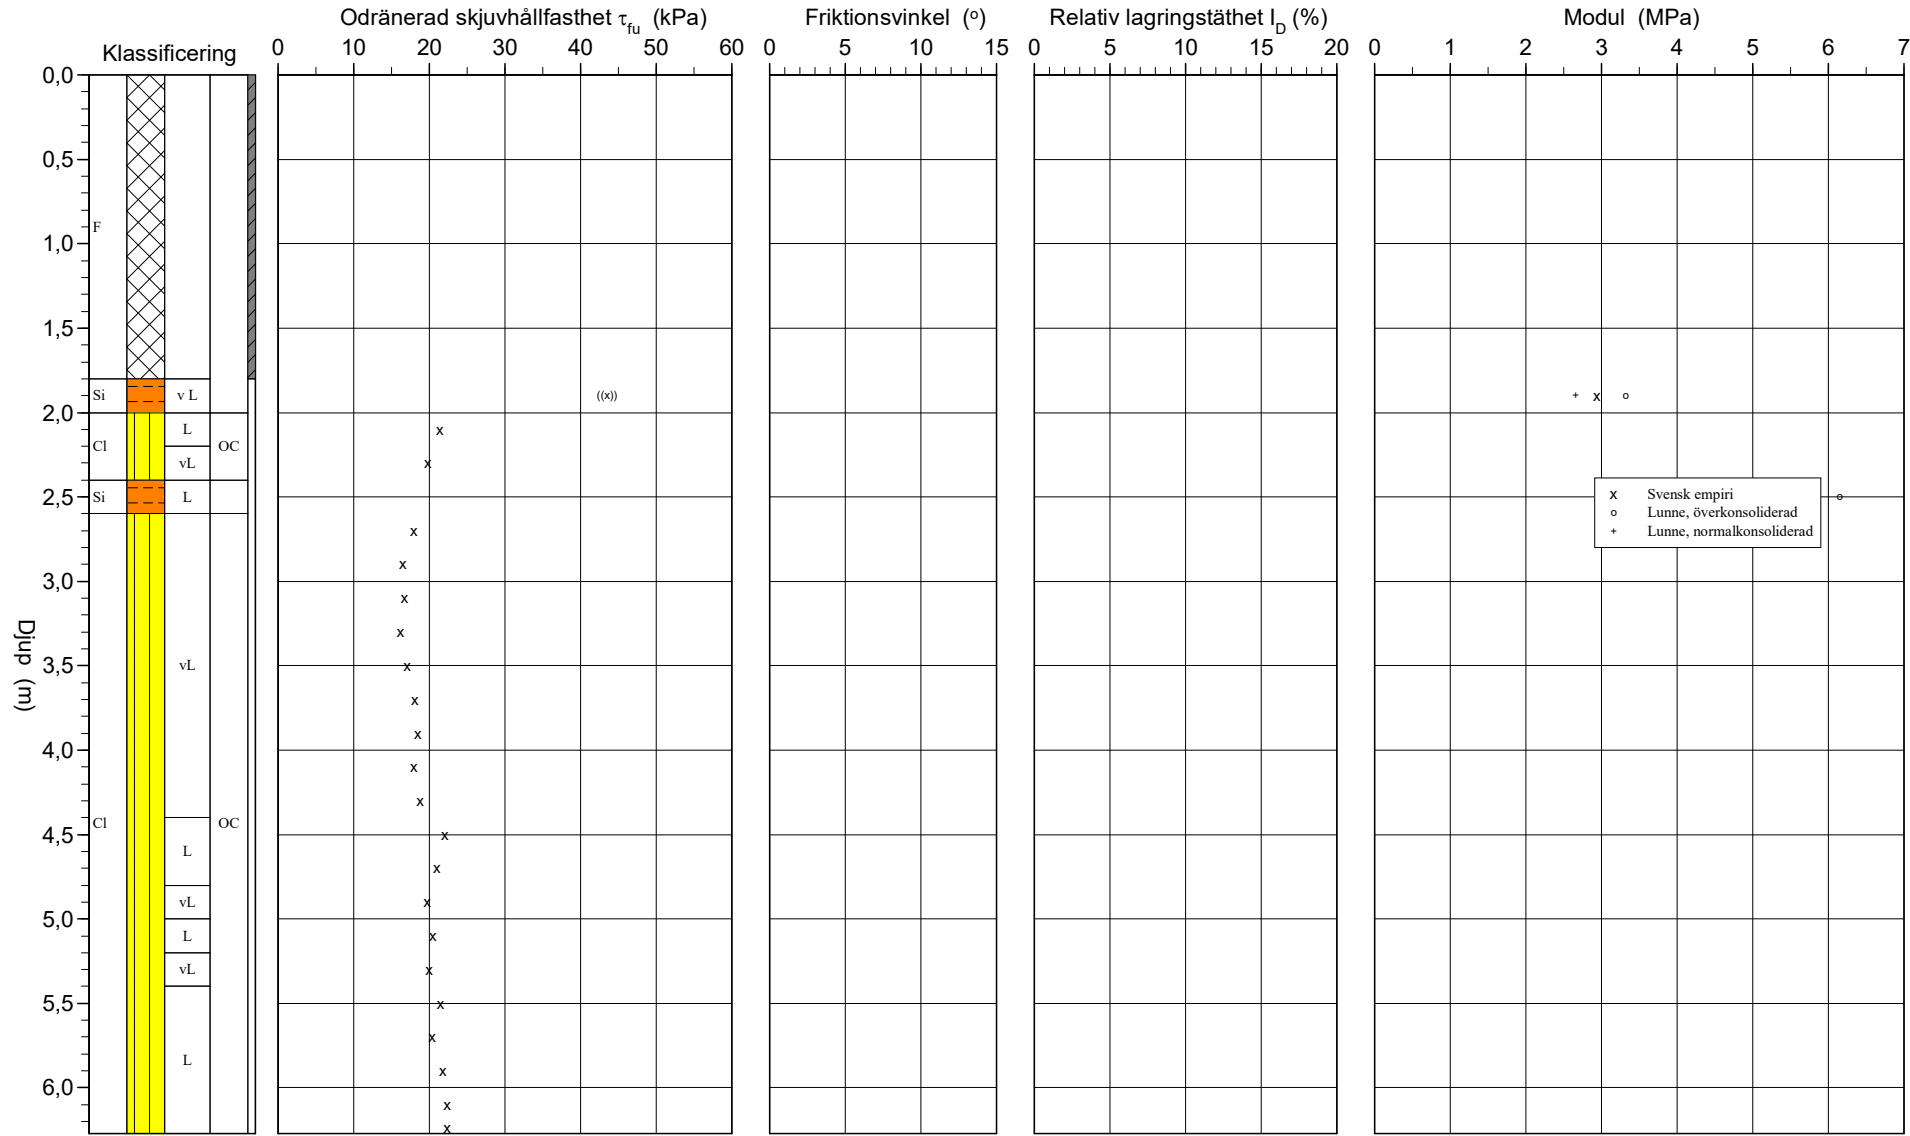 Odränerad skjuvhållfasthet τfu (kPa) Friktionsvinkel (o) Relativ lagringstäthet ID (%) Modul (MPa)
Klassificering
0 10 20 30 40 50 60 0 5 10 15 0 5 10 15 20 0 1 2 3 4 5 6 7
0,0
0,5
F
1,0
1,5
Si v L ((x)) + x o
2,0
L x
Cl OC
vL x
Si L
2,5 o
x Svensk empiri
o Lunne, överkonsoliderad
+ Lunne, normalkonsoliderad
x
x
3,0
x
x
Djup (m)
3,5 vL x
x
x
4,0
x
x
Cl OC
4,5 x
L
x
vL x
5,0
L x
vL x
5,5 x
x
L
x
6,0
x
x